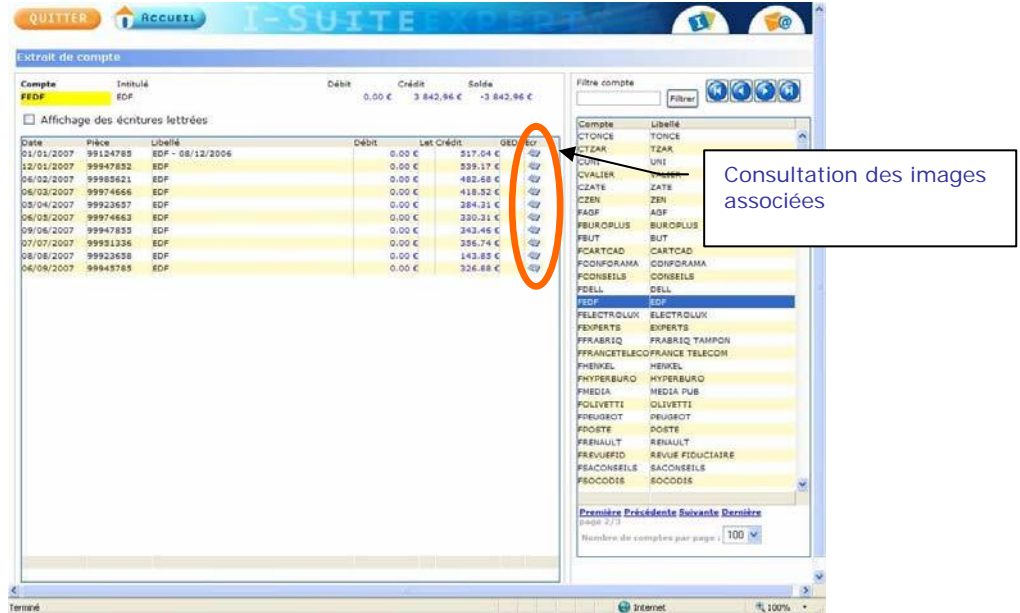 QUITTER ACCUEIL I-SUITE EXPERT
Extrait de compte
Compte Intitulé Débit Crédit Solde
FEDF EDF 0.00 € 3 842,96 € -3 842,96 €
Affichage des écritures lettrées
Date Pièce Libellé Débit Let Crédit GED Ecr
01/01/2007 99124785 EDF - 08/12/2006 0.00 € 517.04 €
12/01/2007 99947852 EDF 0.00 € 539.17 €
06/02/2007 99985621 EDF 0.00 € 482.68 €
06/03/2007 99974666 EDF 0.00 € 418.52 €
05/04/2007 99923657 EDF 0.00 € 384.31 €
06/05/2007 99974663 EDF 0.00 € 330.31 €
09/06/2007 99947855 EDF 0.00 € 343.46 €
07/07/2007 99951336 EDF 0.00 € 356.74 €
08/08/2007 99923658 EDF 0.00 € 143.85 €
06/09/2007 99945785 EDF 0.00 € 326.88 €
Filtre compte
Filtrer
Compte Libellé
CTONCE TONCE
CTZAR TZAR
CUNI UNI
CVALIER VALIER
CZATE ZATE
CZEN ZEN
FAGF AGF
FBUROPLUS BUROPLUS
FBUT BUT
FCARTCAD CARTCAD
FCONFORAMA CONFORAMA
FCONSEILS CONSEILS
FDELL DELL
FEDF EDF
FELECTROLUX ELECTROLUX
FEXPERTS EXPERTS
FFRABRIQ FRABRIQ TAMPON
FFRANCETELECO FRANCE TELECOM
FHENKEL HENKEL
FHYPERBURO HYPERBURO
FMEDIA MEDIA PUB
FOLIVETTI OLIVETTI
FPEUGEOT PEUGEOT
FPOSTE POSTE
FRENAULT RENAULT
FREVUEFID REVUE FIDUCIAIRE
FSACONSEILS SACONSEILS
FSOCODIS SOCODIS
Première Précédente Suivante Dernière
page 2/3
Nombre de comptes par page : 100
Consultation des images
associées
Terminé Internet 100%